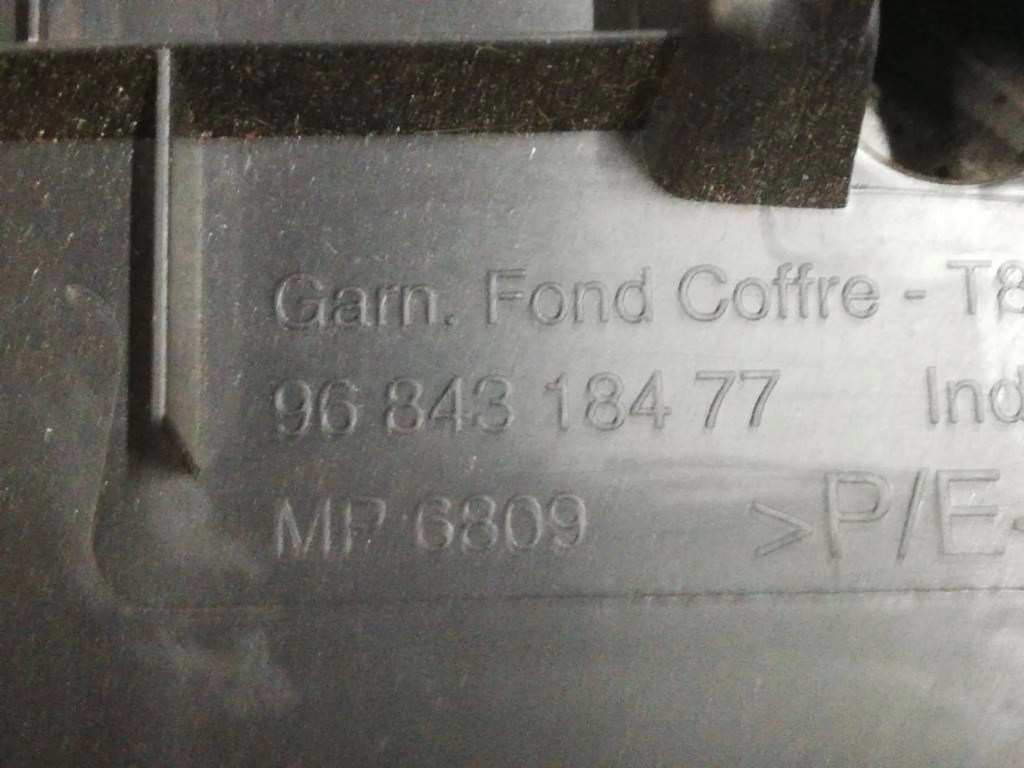 Garn. Fond Coffre - T8
96 843 184 77 Ind
MP 6809 >P/E<